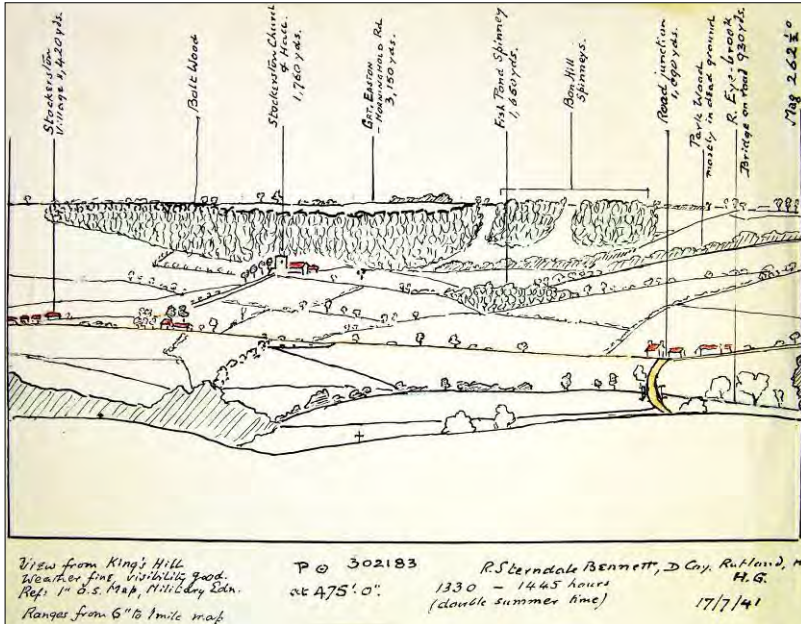 Stockerston
Village 1,420 yds.
Bolt Wood
Stockerston Church
& Hall.
1,760 yds.
GRT. EASTON
- HORNINGHOLD Rd
3,150 yds.
Fish Pond Spinney
1,650 yds.
Bon Hill
Spinneys.
Road junction
1,090 yds.
Park Wood
mostly in dead ground
R. Eye-brook
Bridge on road 930 yds.
Mag 262½°
View from King's Hill
Weather fine, visibility good.
Ref: 1" O.S. Map, Military Edn.
Ranges from 6" to 1 mile map
P ⊙ 302183
at A75'.0".
R Sterndale Bennett, D Coy. Rutland,
H.G.
1330 – 1445 hours
(double summer time)
17/7/41